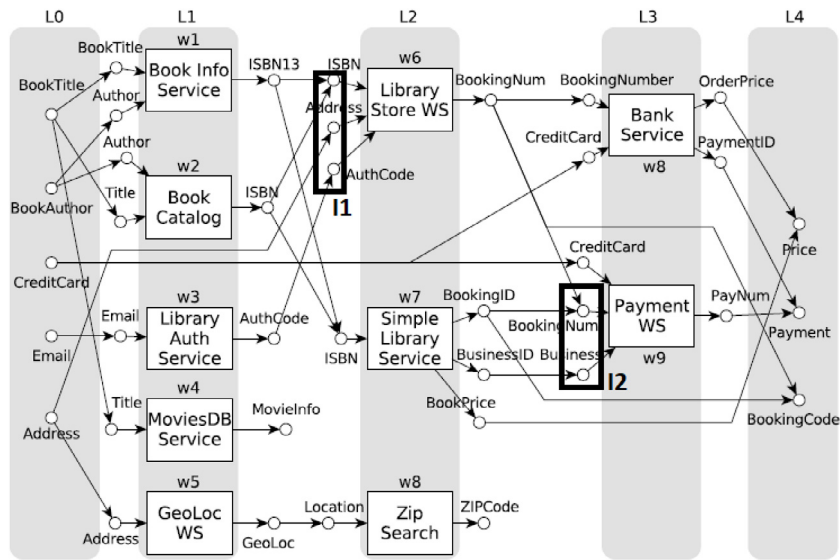 L0 L1 L2 L3 L4
BookTitle
BookAuthor
CreditCard
Email
Address
BookTitle
Author
Author
Title
Email
Title
Address
w1
Book Info
Service
w2
Book
Catalog
w3
Library
Auth
Service
w4
MoviesDB
Service
w5
GeoLoc
WS
ISBN13
ISBN
AuthCode
MovieInfo
GeoLoc
ISBN
Address
AuthCode
I1
ISBN
Location
w6
Library
Store WS
w7
Simple
Library
Service
w8
Zip
Search
BookingNum
BookingID
BusinessID
BookPrice
ZIPCode
BookingNumber
CreditCard
CreditCard
BookingNum
Business
I2
Bank
Service
w8
Payment
WS
w9
OrderPrice
PaymentID
PayNum
Price
Payment
BookingCode